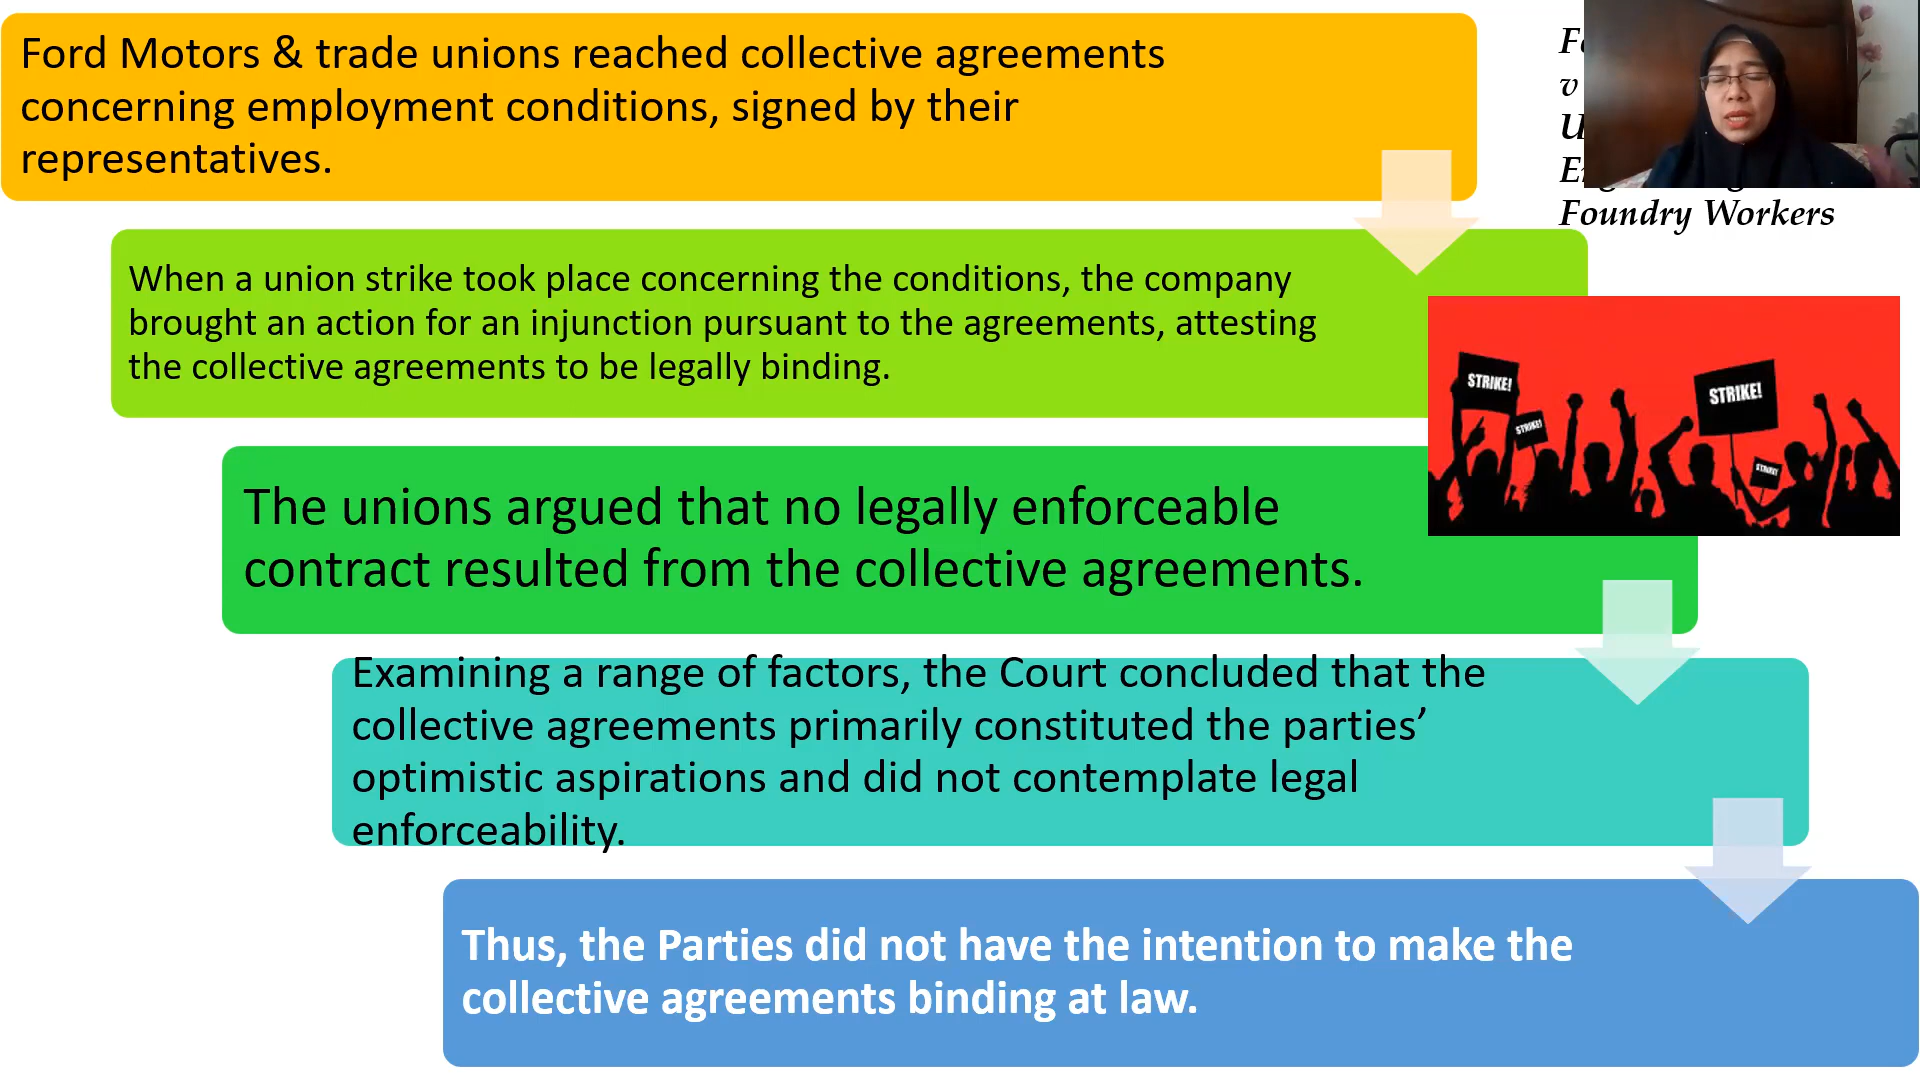 Ford Motors & trade unions reached collective agreements
concerning employment conditions, signed by their
representatives.
v
Foundry Workers
When a union strike took place concerning the conditions, the company
brought an action for an injunction pursuant to the agreements, attesting
the collective agreements to be legally binding.
STRIKE!
STRIKE!
STRIKE!
STRIKE!
The unions argued that no legally enforceable
contract resulted from the collective agreements.
Examining a range of factors, the Court concluded that the
collective agreements primarily constituted the parties’
optimistic aspirations and did not contemplate legal
enforceability.
Thus, the Parties did not have the intention to make the
collective agreements binding at law.